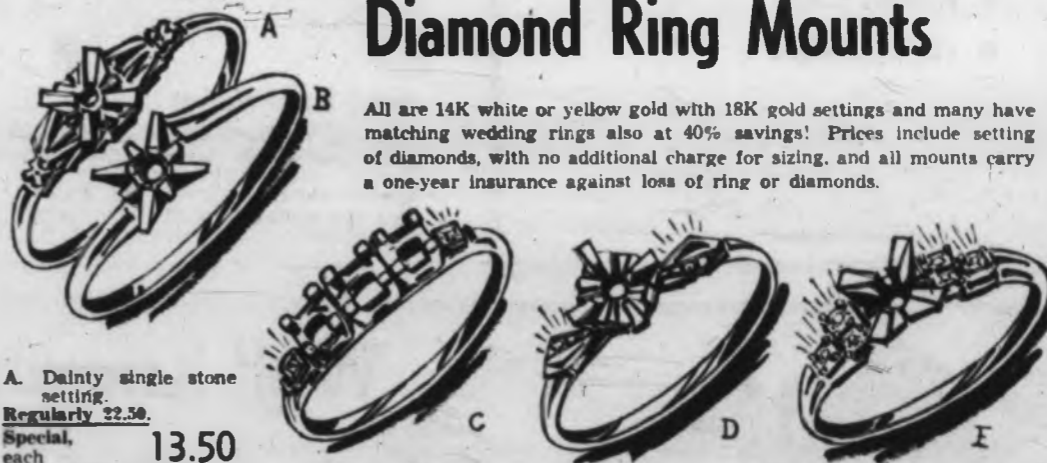 Diamond Ring Mounts
All are 14K white or yellow gold with 18K gold settings and many have
matching wedding rings also at 40% savings! Prices include setting
of diamonds, with no additional charge for sizing, and all mounts carry
a one-year insurance against loss of ring or diamonds.
A
B
C
D
E
A. Dainty single stone
setting.
Regularly 22.50.
Special,
each 13.50